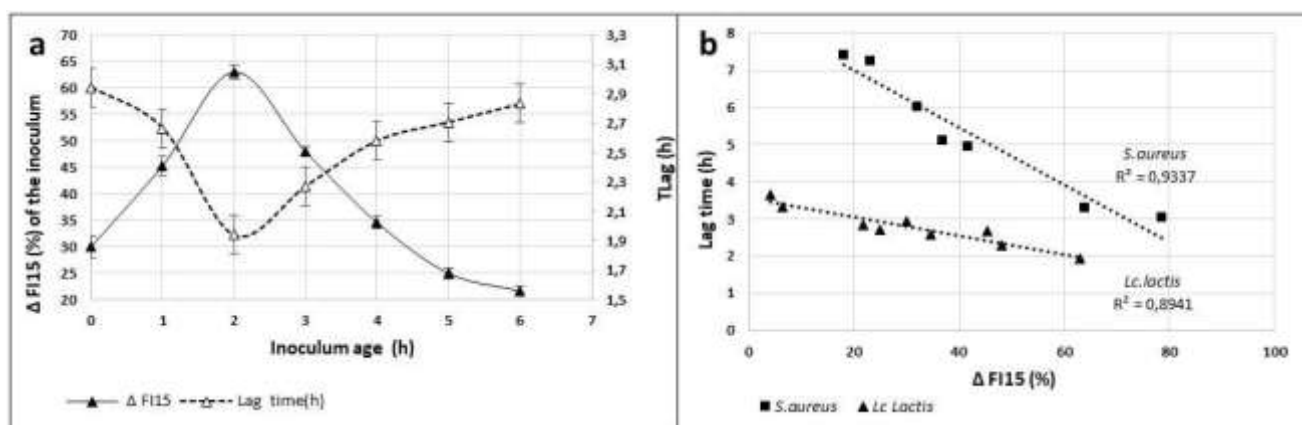 a
Δ FI15 (%) of the inoculum
70
65
60
55
50
45
40
35
30
25
20
3,3
3,1
2,9
2,7
2,5
2,3
2,1
1,9
1,7
1,5
TLag (h)
0 1 2 3 4 5 6 7
Inoculum age (h)
Δ FI15 Lag time(h)
b
Lag time (h)
8
7
6
5
4
3
2
1
0
S.aureus
R² = 0,9337
Lc.lactis
R² = 0,8941
0 20 40 60 80 100
Δ FI15 (%)
S.aureus Lc Lactis